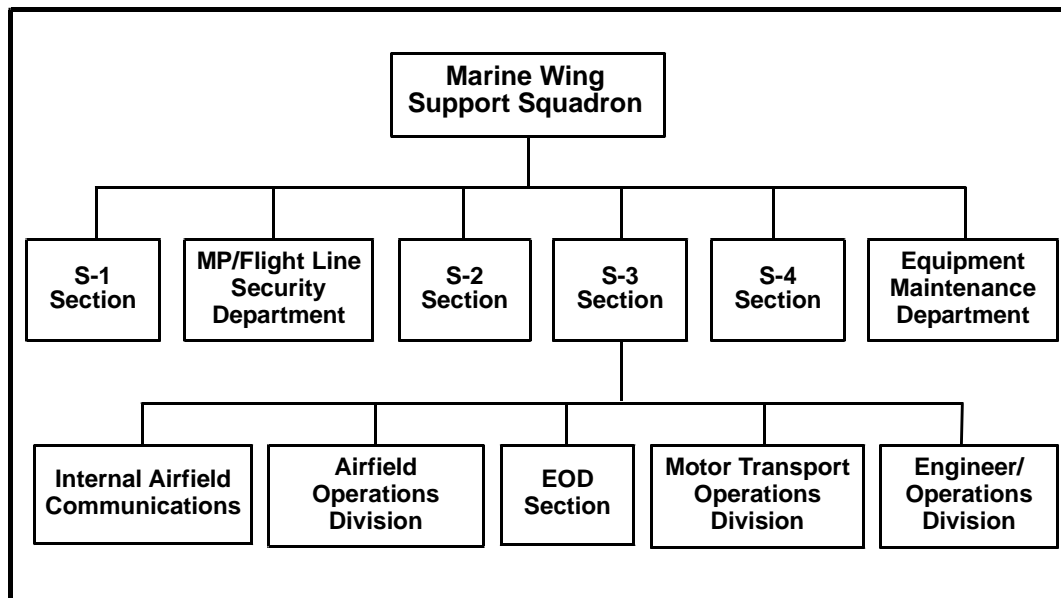 Marine Wing
Support Squadron
S-1
Section
MP/Flight Line
Security
Department
S-2
Section
S-3
Section
S-4
Section
Equipment
Maintenance
Department
Internal Airfield
Communications
Airfield
Operations
Division
EOD
Section
Motor Transport
Operations
Division
Engineer/
Operations
Division